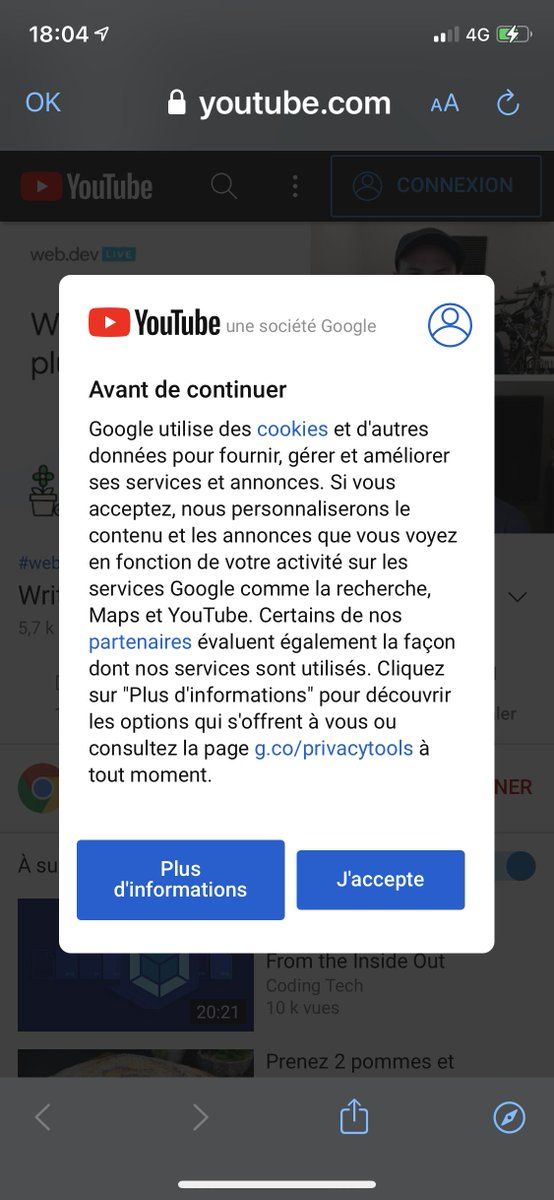 18:04
4G
OK
youtube.com
AA
YouTube
CONNEXION
web.dev LIVE
W
YouTube une société Google
plu
Avant de continuer
Google utilise des cookies et d'autres
données pour fournir, gérer et améliorer
ses services et annonces. Si vous
acceptez, nous personnaliserons le
contenu et les annonces que vous voyez
en fonction de votre activité sur les
services Google comme la recherche,
Maps et YouTube. Certains de nos
partenaires évaluent également la façon
dont nos services sont utilisés. Cliquez
sur "Plus d'informations" pour découvrir
les options qui s'offrent à vous ou
consultez la page g.co/privacytools à
tout moment.
#web
Writ
5,7 k
ler
NER
Plus
d'informations
J'accepte
À su
20:21
From the Inside Out
Coding Tech
10 k vues
Prenez 2 pommes et